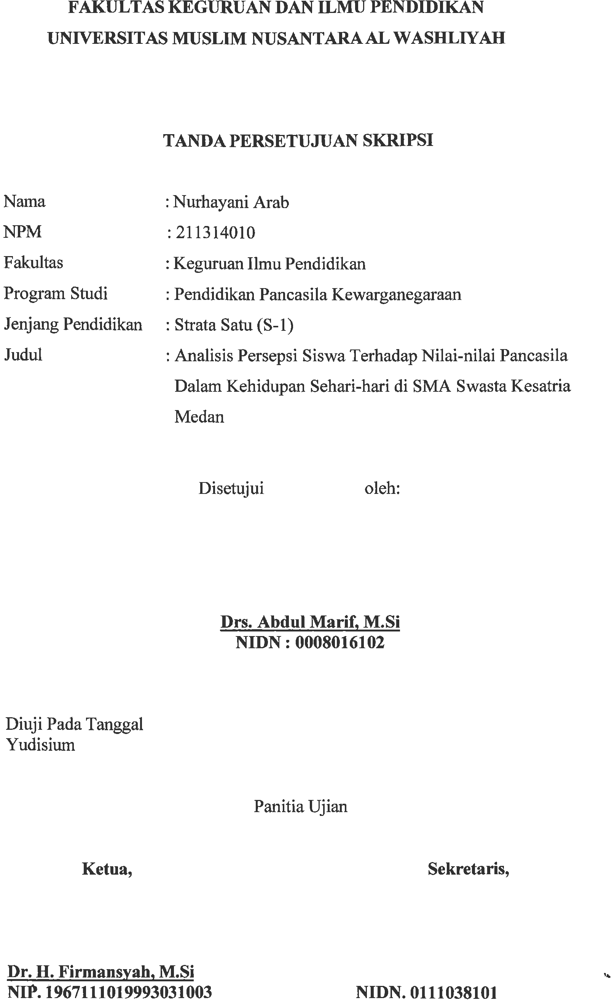 FAKULTAS KEGURUAN DAN ILMU PENDIDIKAN
UNIVERSITAS MUSLIM NUSANTARA AL WASHLIYAH
TANDA PERSETUJUAN SKRIPSI
Nama : Nurhayani Arab
NPM : 211314010
Fakultas : Keguruan Ilmu Pendidikan
Program Studi : Pendidikan Pancasila Kewarganegaraan
Jenjang Pendidikan : Strata Satu (S-1)
Judul : Analisis Persepsi Siswa Terhadap Nilai-nilai Pancasila
Dalam Kehidupan Sehari-hari di SMA Swasta Kesatria
Medan
Disetujui oleh:
Drs. Abdul Marif, M.Si
NIDN : 0008016102
Diuji Pada Tanggal
Yudisium
Panitia Ujian
Ketua, Sekretaris,
Dr. H. Firmansyah, M.Si
NIP. 1967111019993031003 NIDN. 0111038101